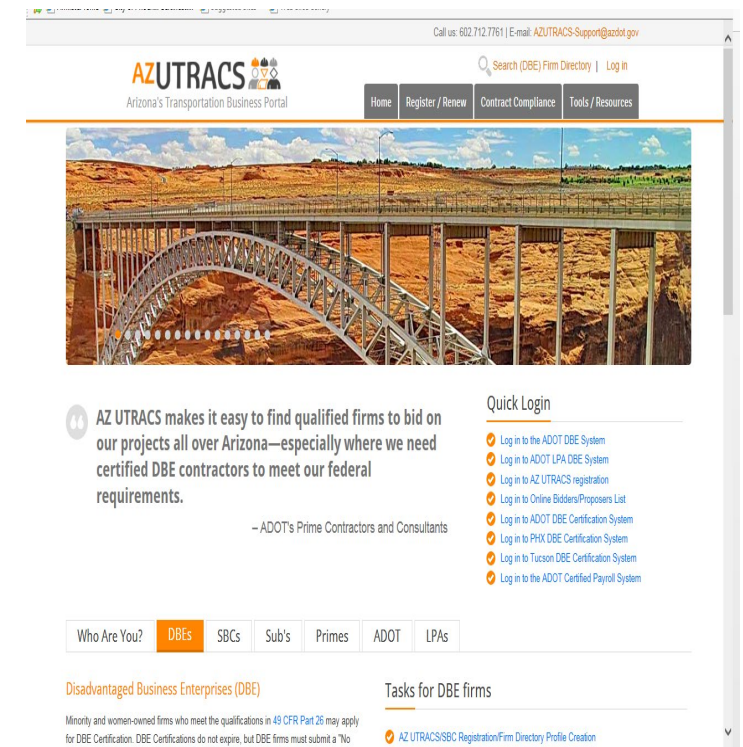 Call us: 602.712.7761 | E-mail: AZUTRACS-Support@azdot.gov
Search (DBE) Firm Directory | Log in
AZUTRACS
Arizona's Transportation Business Portal
Home Register / Renew Contract Compliance Tools / Resources
AZ UTRACS makes it easy to find qualified firms to bid on
our projects all over Arizona—especially where we need
certified DBE contractors to meet our federal
requirements.
– ADOT's Prime Contractors and Consultants
Quick Login
Log in to the ADOT DBE System
Log in to ADOT LPA DBE System
Log in to AZ UTRACS registration
Log in to Online Bidders/Proposers List
Log in to ADOT DBE Certification System
Log in to PHX DBE Certification System
Log in to Tucson DBE Certification System
Log in to the ADOT Certified Payroll System
Who Are You? DBEs SBCs Sub's Primes ADOT LPAs
Disadvantaged Business Enterprises (DBE)
Minority and women-owned firms who meet the qualifications in 49 CFR Part 26 may apply
for DBE Certification. DBE Certifications do not expire, but DBE firms must submit a "No
Tasks for DBE firms
AZ UTRACS/SBC Registration/Firm Directory Profile Creation